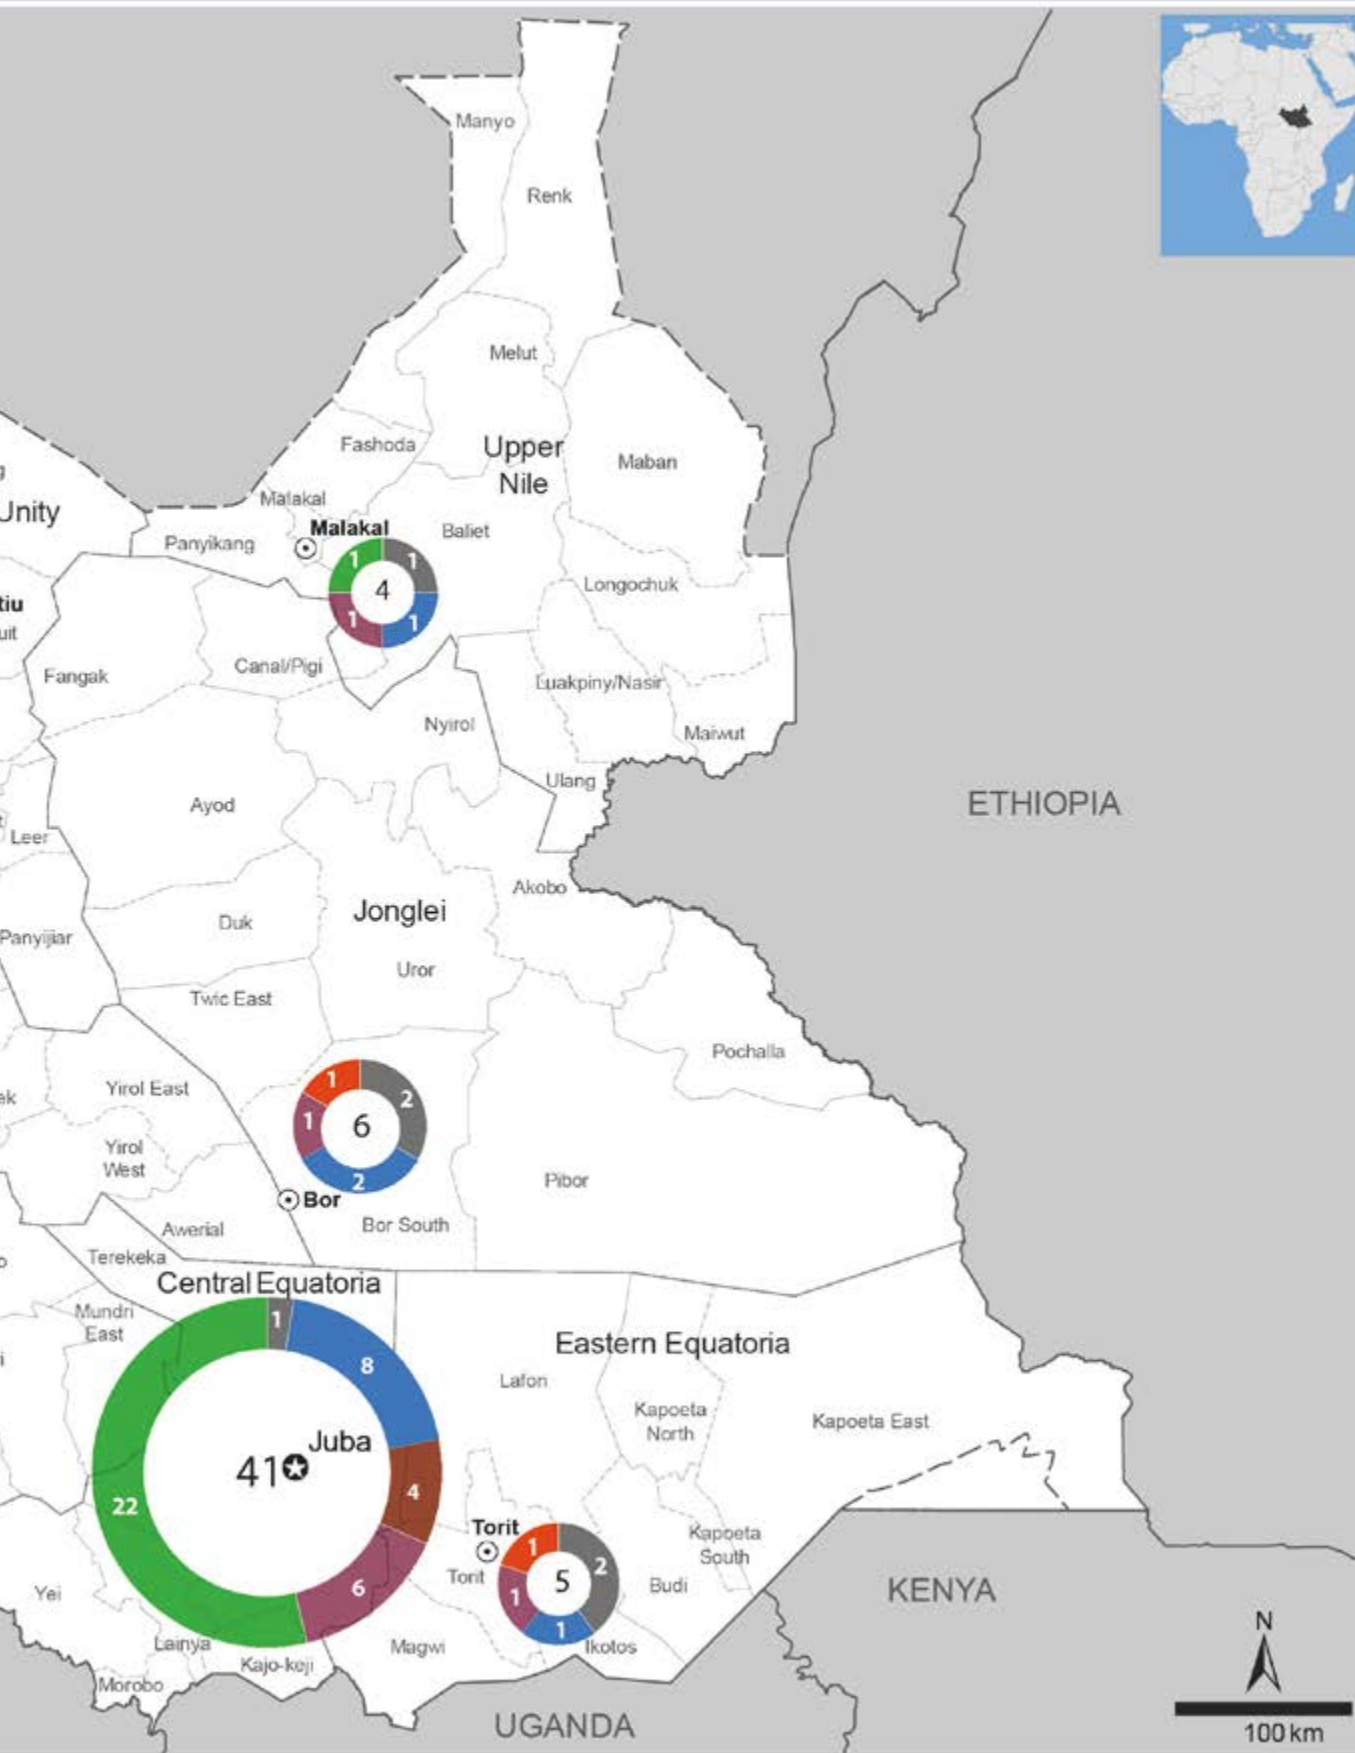 Manyo
Renk
Melut
Fashoda
Upper
Nile
Maban
Malakal
Unity
Malakal
Baliet
Panyikang
1
1
4
1
1
Longochuk
tiu
uit
Canal/Pigi
Fangak
Luakpiny/Nasir
Nyirol
Maiwut
Ulang
Ayod
ETHIOPIA
Leer
Akobo
Jonglei
Duk
Panyijiar
Uror
Twic East
Pochalla
1
2
Yirol East
ek
1
6
Yirol
West
2
Pibor
Bor
Bor South
Awerial
Terekeka
Central Equatoria
Mundri
East
1
8
Eastern Equatoria
Lafon
Kapoeta
North
Kapoeta East
Juba
41
4
22
Torit
1
2
Kapoeta
South
Torit
5
1
Budi
6
Yei
KENYA
1
Lainya
Magwi
Ikotos
Kajo-keji
Morobo
N
UGANDA
100 km